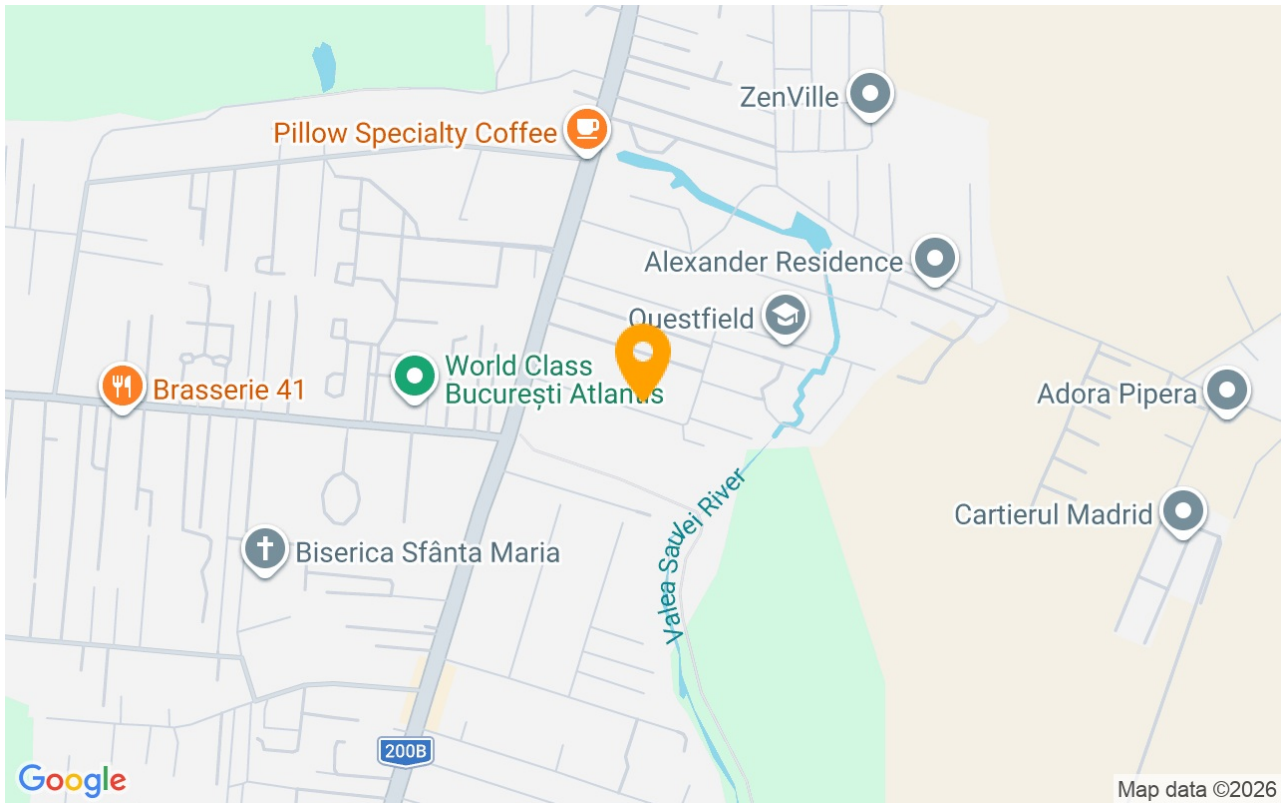 ZenVille
Pillow Specialty Coffee
Alexander Residence
Questfield
World Class
București Atlantis
Brasserie 41
Adora Pipera
Cartierul Madrid
Biserica Sfânta Maria
Valea Saulei River
200B
Google
Map data ©2026